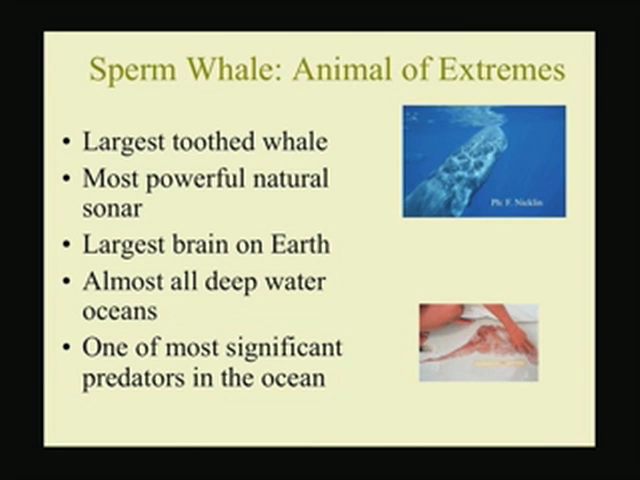 Sperm Whale: Animal of Extremes
• Largest toothed whale
• Most powerful natural
sonar
• Largest brain on Earth
• Almost all deep water
oceans
• One of most significant
predators in the ocean
Ph: F. Nicklin